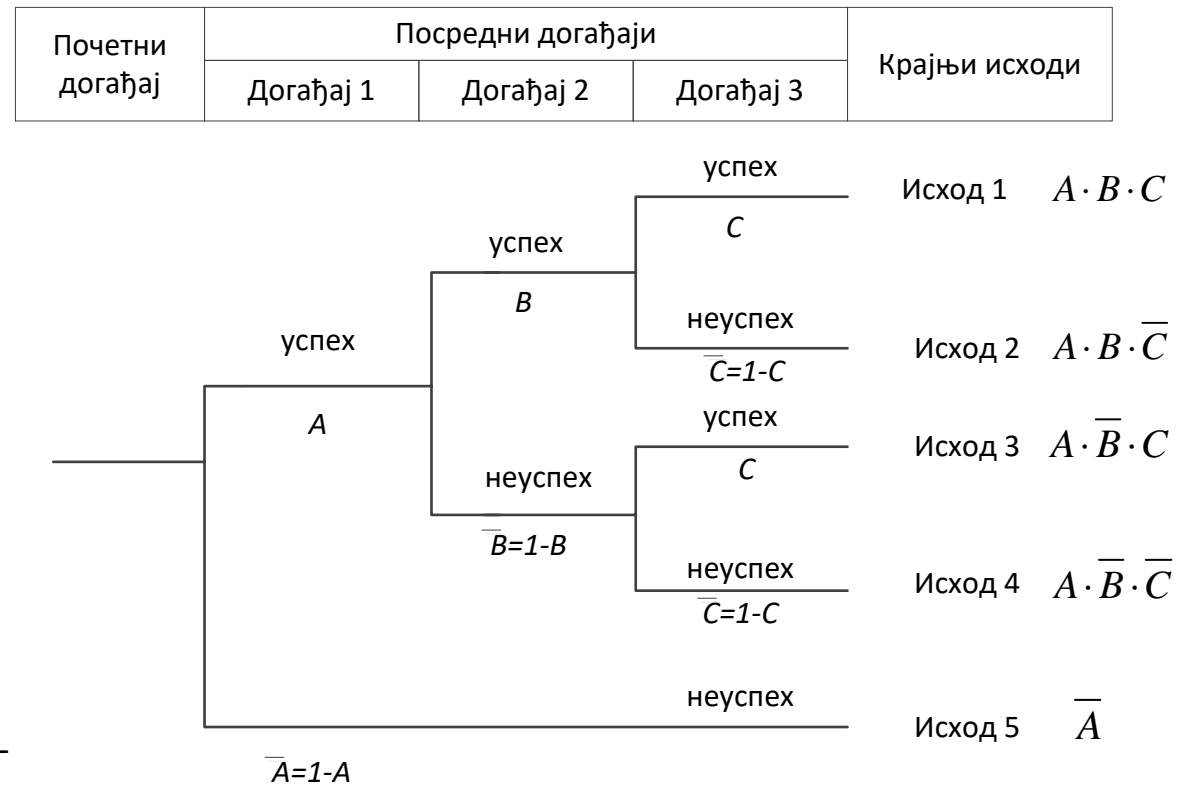 Почетни
догађај
Посредни догађаји
Догађај 1
Догађај 2
Догађај 3
Крајњи исходи
успех
C
Исход 1 A · B · C
успех
B
неуспех
C̅=1-C
Исход 2 A · B · C̅
успех
A
успех
C
Исход 3 A · B̅ · C
неуспех
B̅=1-B
неуспех
C̅=1-C
Исход 4 A · B̅ · C̅
неуспех
Исход 5 A̅
A̅=1-A